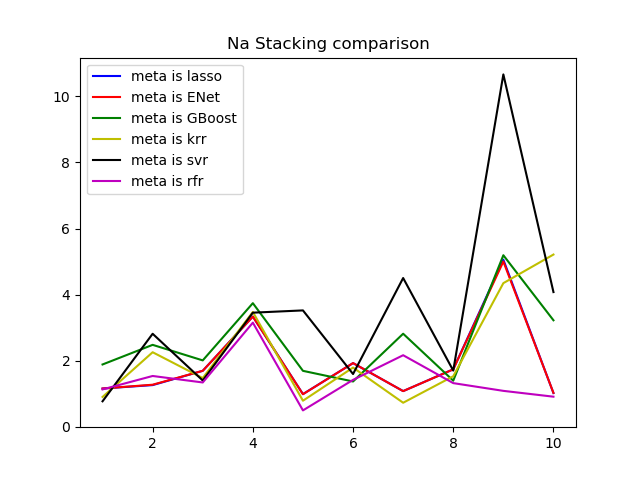 Na Stacking comparison
meta is lasso
meta is ENet
meta is GBoost
meta is krr
meta is svr
meta is rfr
10
8
6
4
2
0
2 4 6 8 10